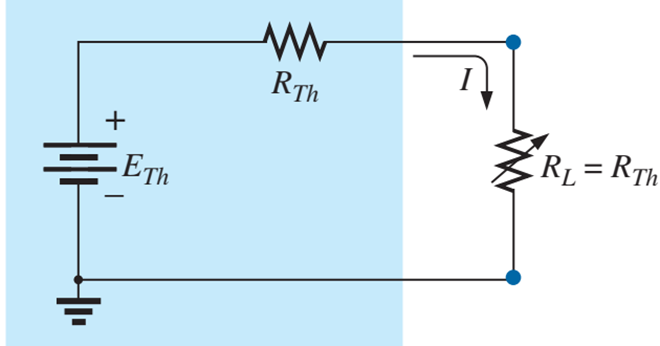 R_Th
I
+
E_Th
−
R_L = R_Th